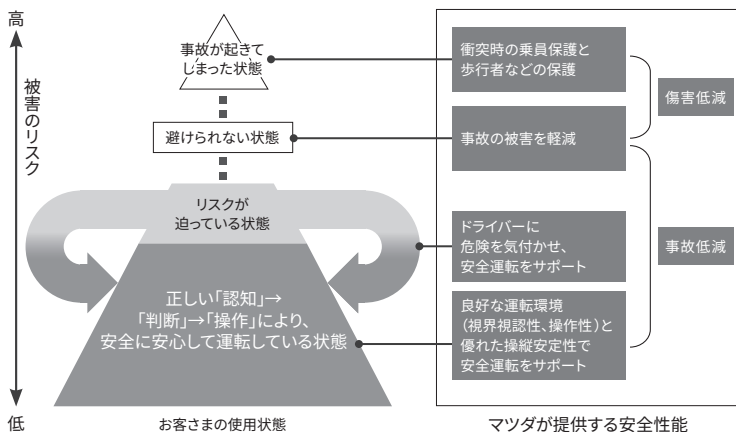 高
被害のリスク
低
事故が起きて
しまった状態
避けられない状態
リスクが
迫っている状態
正しい「認知」→
「判断」→「操作」により、
安全に安心して運転している状態
お客さまの使用状態
衝突時の乗員保護と
歩行者などの保護
事故の被害を軽減
ドライバーに
危険を気付かせ、
安全運転をサポート
良好な運転環境
（視界視認性、操作性）と
優れた操縦安定性で
安全運転をサポート
傷害低減
事故低減
マツダが提供する安全性能